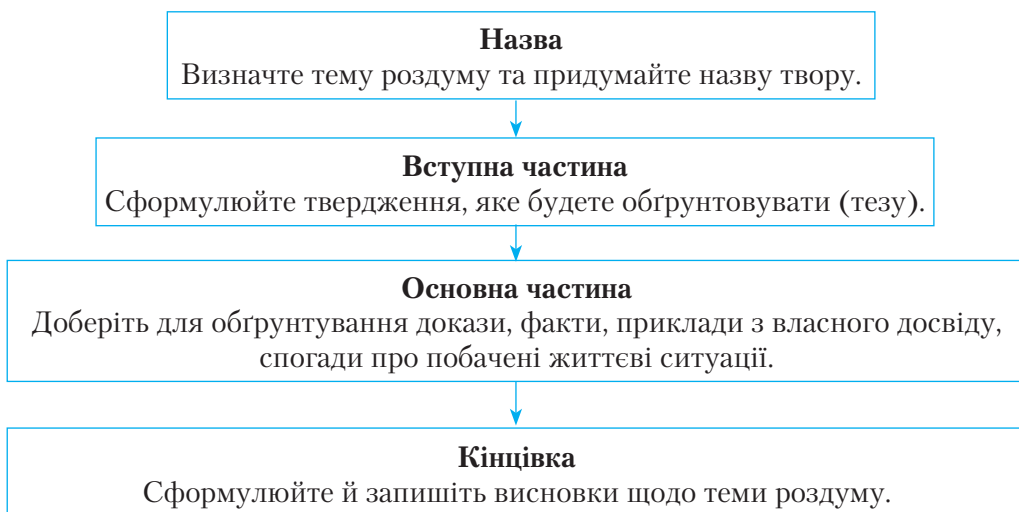 Назва
Визначте тему роздуму та придумайте назву твору.
Вступна частина
Сформулюйте твердження, яке будете обґрунтовувати (тезу).
Основна частина
Доберіть для обґрунтування докази, факти, приклади з власного досвіду,
спогади про побачені життєві ситуації.
Кінцівка
Сформулюйте й запишіть висновки щодо теми роздуму.